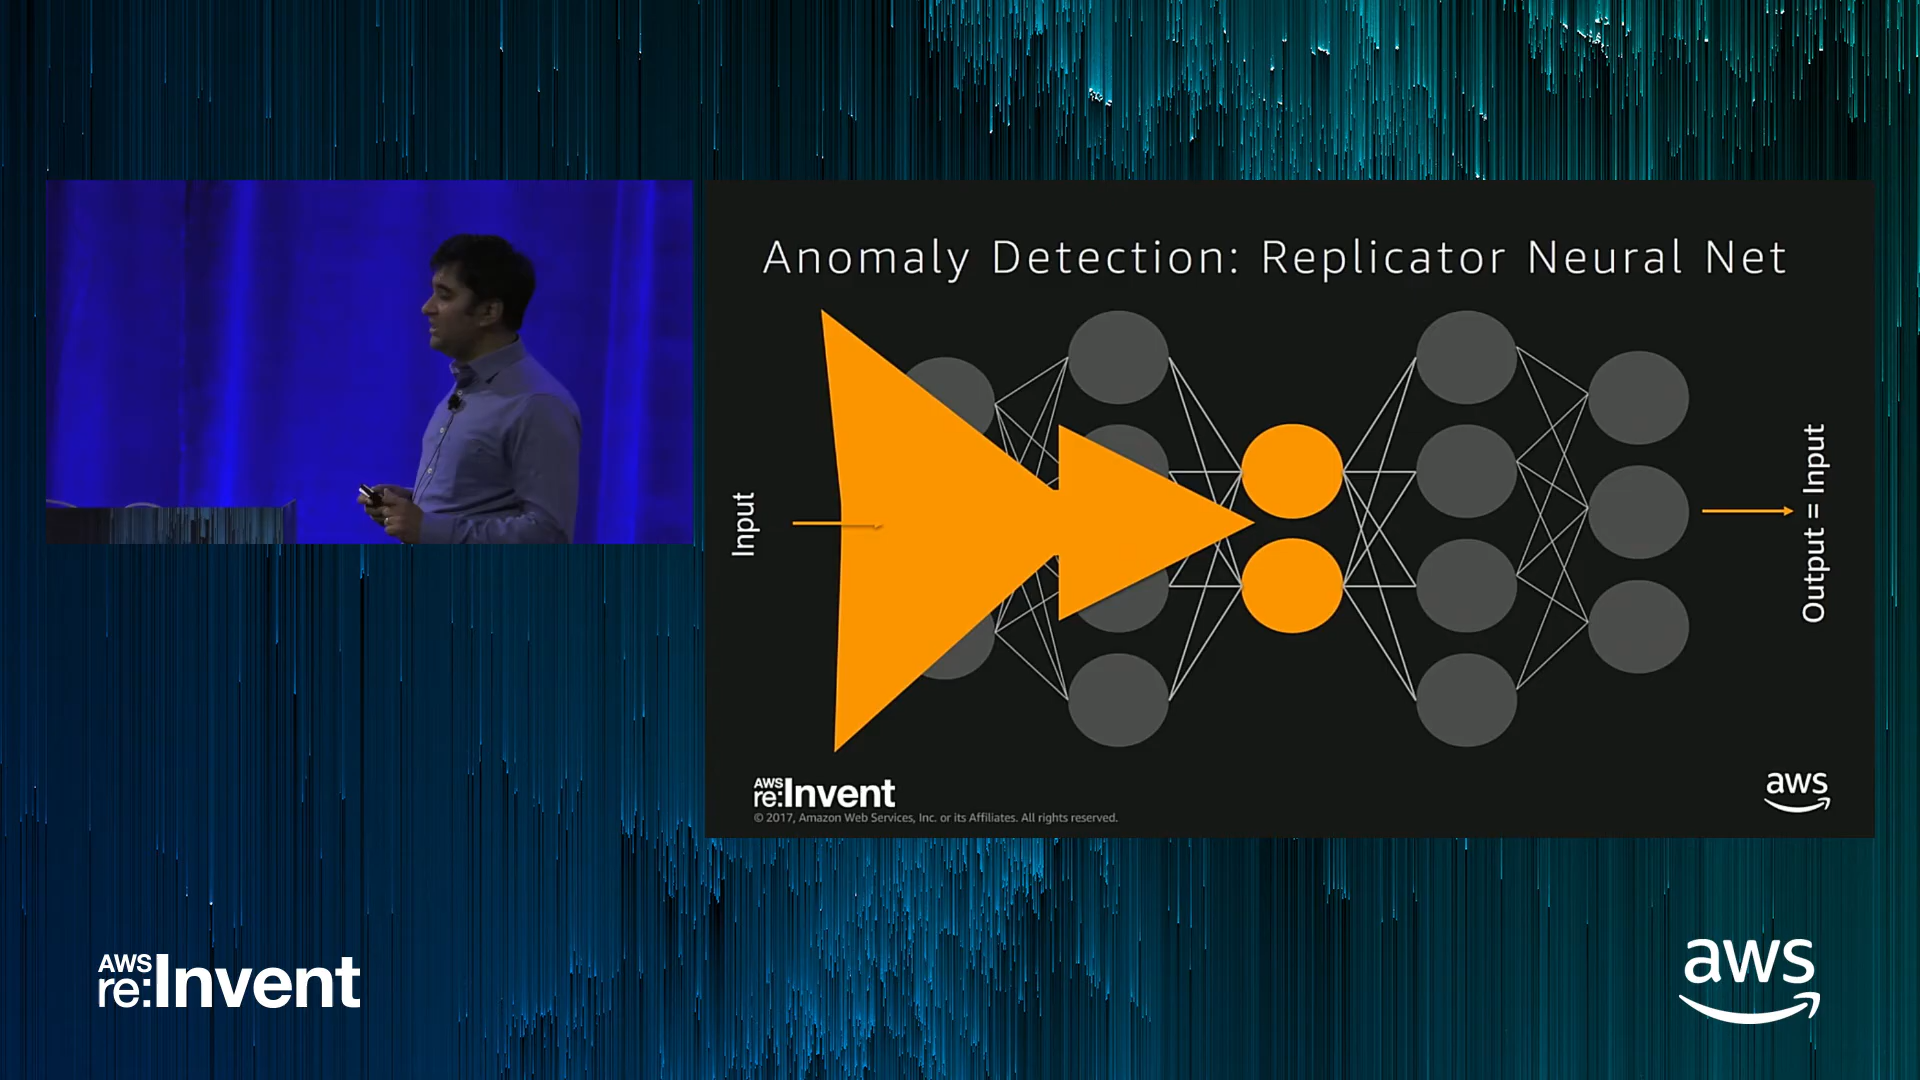 Anomaly Detection: Replicator Neural Net
Input
Output = Input
AWS
re:Invent
© 2017, Amazon Web Services, Inc. or its Affiliates. All rights reserved.
aws
AWS
re:Invent
aws